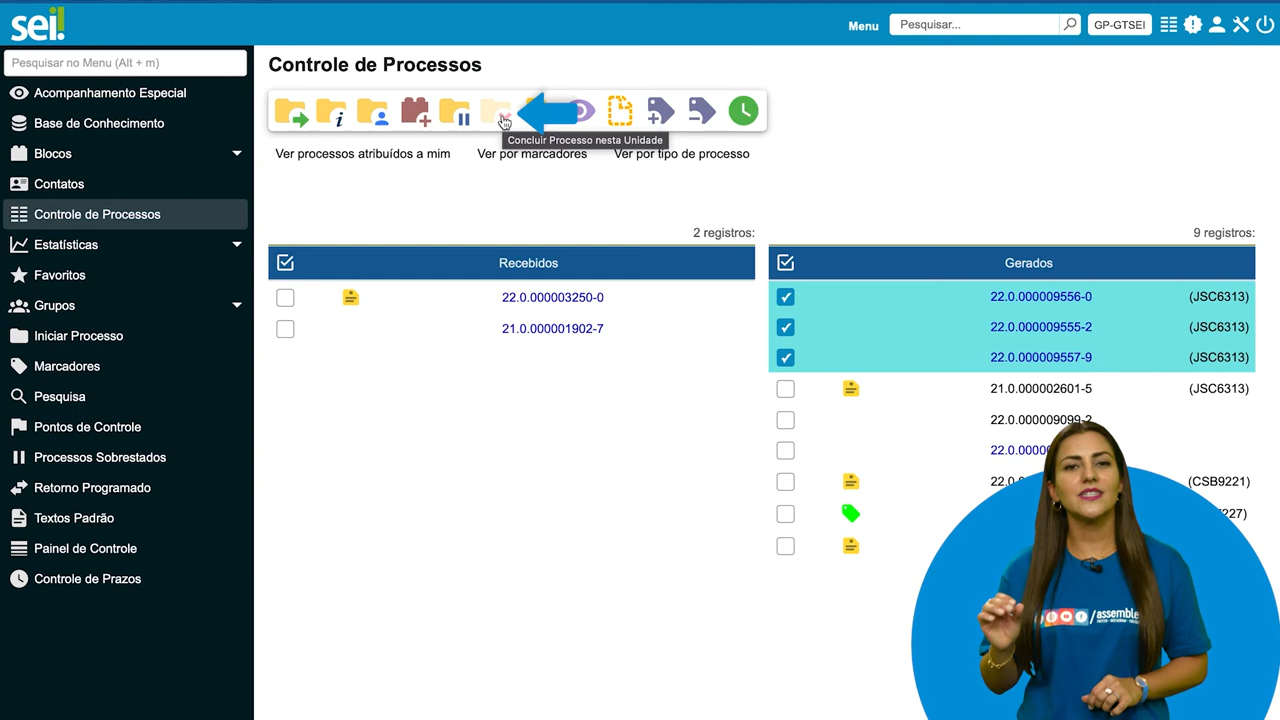 sei!
Menu
Pesquisar...
GP-GTSEI
Pesquisar no Menu (Alt + m)
Acompanhamento Especial
Base de Conhecimento
Blocos
Contatos
Controle de Processos
Estatísticas
Favoritos
Grupos
Iniciar Processo
Marcadores
Pesquisa
Pontos de Controle
Processos Sobrestados
Retorno Programado
Textos Padrão
Painel de Controle
Controle de Prazos
Controle de Processos
Concluir Processo nesta Unidade
Ver processos atribuídos a mim
Ver por marcadores
Ver por tipo de processo
2 registros:
Recebidos
22.0.000003250-0
21.0.000001902-7
9 registros:
Gerados
22.0.000009556-0 (JSC6313)
22.0.000009555-2 (JSC6313)
22.0.000009557-9 (JSC6313)
21.0.000002601-5 (JSC6313)
22.0.000009099-2
(CSB9221)